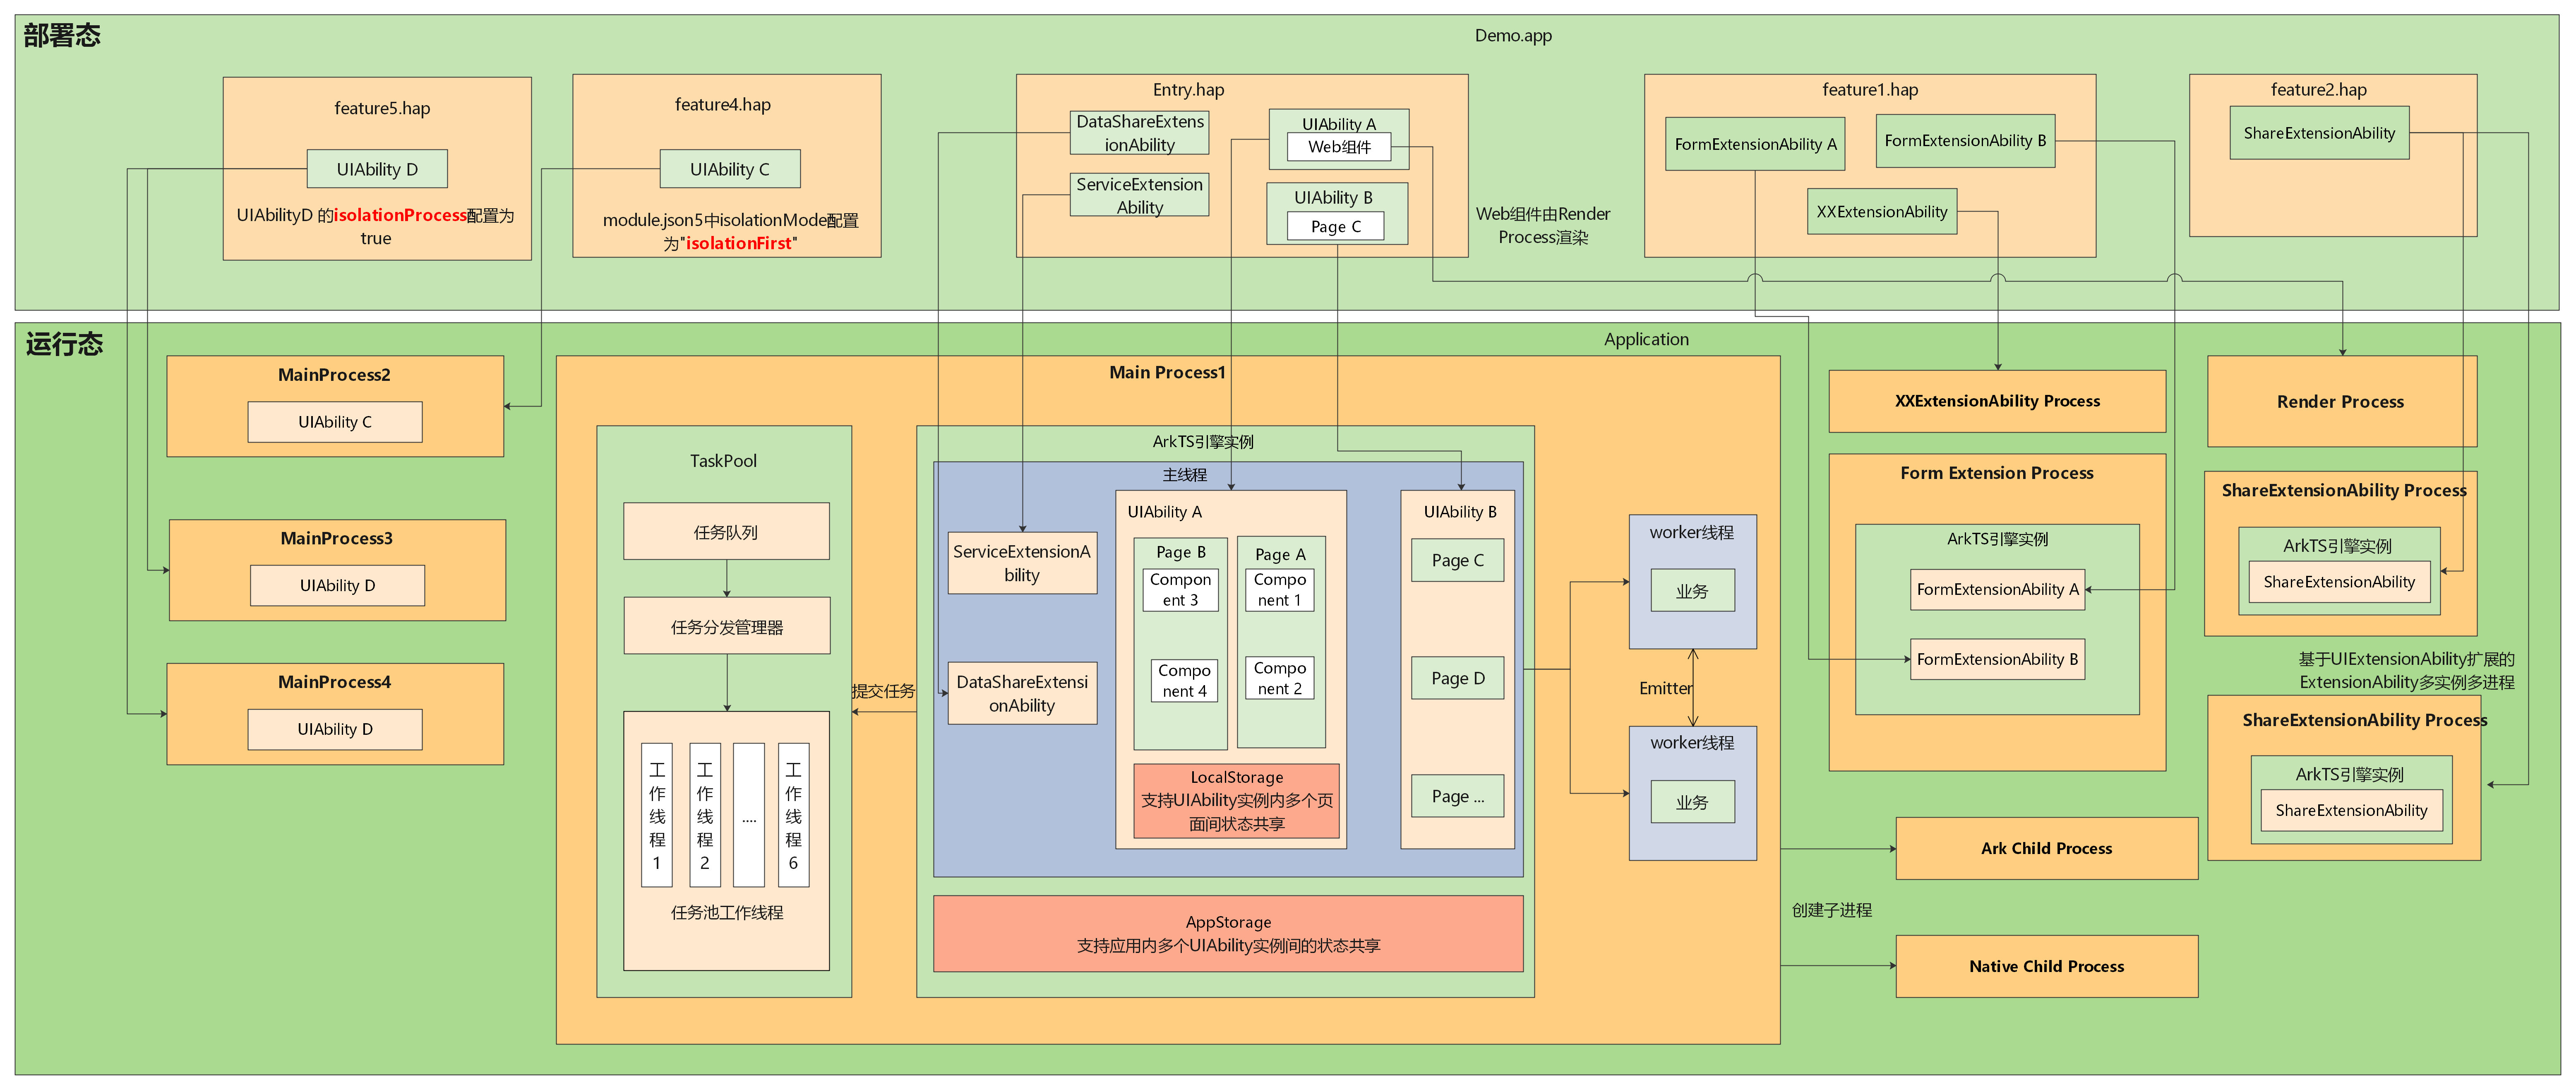 部署态
Demo.app
feature5.hap
UIAbility D
UIAbilityD 的isolationProcess配置为
true
feature4.hap
UIAbility C
module.json5中isolationMode配置
为"isolationFirst"
Entry.hap
DataShareExtens
ionAbility
ServiceExtension
Ability
UIAbility A
Web组件
UIAbility B
Page C
Web组件由Render
Process渲染
feature1.hap
FormExtensionAbility A
FormExtensionAbility B
XXExtensionAbility
feature2.hap
ShareExtensionAbility
运行态
Application
MainProcess2
UIAbility C
MainProcess3
UIAbility D
MainProcess4
UIAbility D
Main Process1
TaskPool
任务队列
任务分发管理器
工作线程1
工作线程2
....
工作线程6
任务池工作线程
提交任务
ArkTS引擎实例
主线程
ServiceExtensionA
bility
DataShareExtensi
onAbility
UIAbility A
Page B
Compon
ent 3
Compo
nent 4
Page A
Compo
nent 1
Compo
nent 2
LocalStorage
支持UIAbility实例内多个页
面间状态共享
UIAbility B
Page C
Page D
Page ...
AppStorage
支持应用内多个UIAbility实例间的状态共享
worker线程
业务
Emitter
worker线程
业务
XXExtensionAbility Process
Form Extension Process
ArkTS引擎实例
FormExtensionAbility A
FormExtensionAbility B
Render Process
ShareExtensionAbility Process
ArkTS引擎实例
ShareExtensionAbility
基于UIExtensionAbility扩展的
ExtensionAbility多实例多进程
ShareExtensionAbility Process
ArkTS引擎实例
ShareExtensionAbility
Ark Child Process
创建子进程
Native Child Process